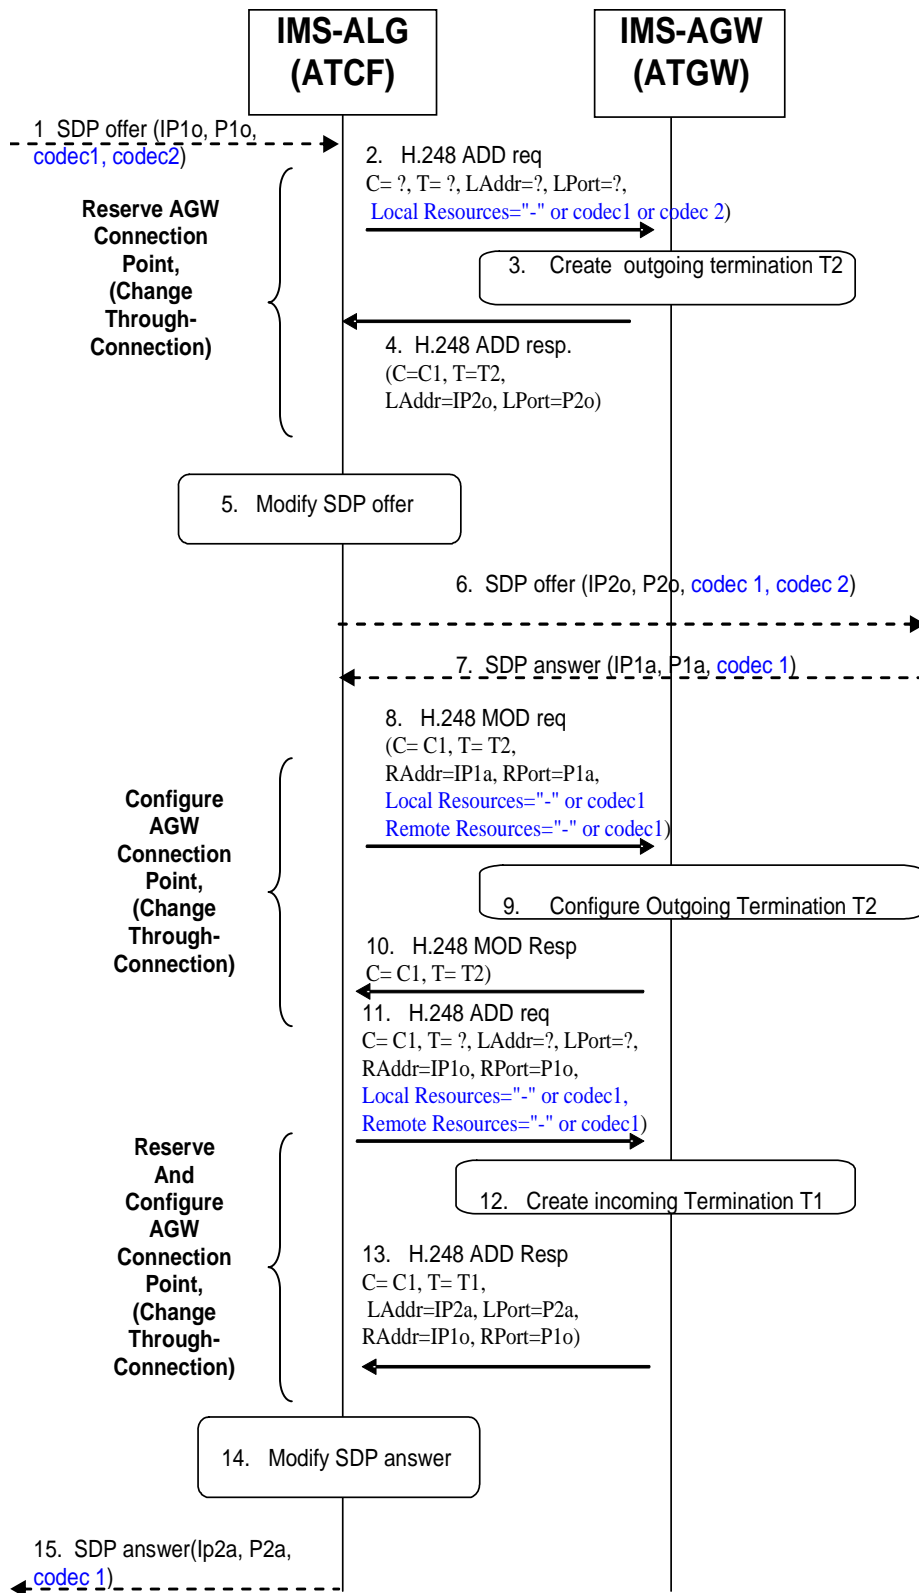 IMS-ALG
(ATCF)
IMS-AGW
(ATGW)
1 SDP offer (IP1o, P1o,
codec1, codec2)
2. H.248 ADD req
C= ?, T= ?, LAddr=?, LPort=?,
Local Resources="-" or codec1 or codec 2)
Reserve AGW
Connection
Point,
(Change
Through-
Connection)
3. Create outgoing termination T2
4. H.248 ADD resp.
(C=C1, T=T2,
LAddr=IP2o, LPort=P2o)
5. Modify SDP offer
6. SDP offer (IP2o, P2o, codec 1, codec 2)
7. SDP answer (IP1a, P1a, codec 1)
8. H.248 MOD req
(C= C1, T= T2,
RAddr=IP1a, RPort=P1a,
Local Resources="-" or codec1
Remote Resources="-" or codec1)
Configure
AGW
Connection
Point,
(Change
Through-
Connection)
9. Configure Outgoing Termination T2
10. H.248 MOD Resp
C= C1, T= T2)
11. H.248 ADD req
C= C1, T= ?, LAddr=?, LPort=?,
RAddr=IP1o, RPort=P1o,
Local Resources="-" or codec1,
Remote Resources="-" or codec1)
Reserve
And
Configure
AGW
Connection
Point,
(Change
Through-
Connection)
12. Create incoming Termination T1
13. H.248 ADD Resp
C= C1, T= T1,
LAddr=IP2a, LPort=P2a,
RAddr=IP1o, RPort=P1o)
14. Modify SDP answer
15. SDP answer(Ip2a, P2a,
codec 1)